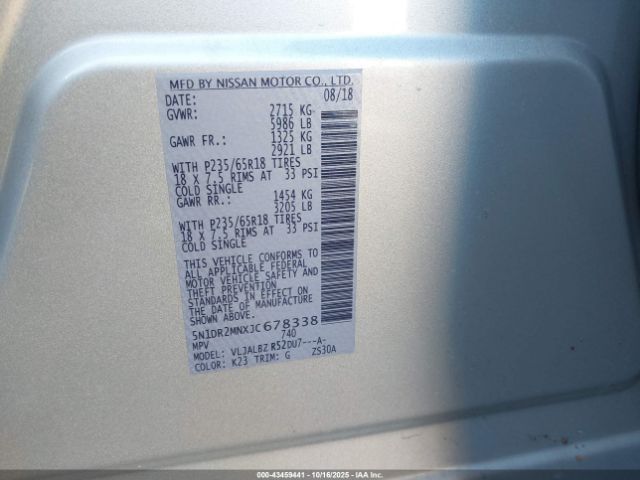 MFD BY NISSAN MOTOR CO., LTD.
DATE: 08/18
GVWR: 2715 KG
5986 LB
GAWR FR.: 1325 KG
2921 LB
WITH P235/65R18 TIRES
18 X 7.5 RIMS AT 33 PSI
COLD SINGLE
GAWR RR.: 1454 KG
3205 LB
WITH P235/65R18 TIRES
18 X 7.5 RIMS AT 33 PSI
COLD SINGLE
THIS VEHICLE CONFORMS TO
ALL APPLICABLE FEDERAL
MOTOR VEHICLE SAFETY AND
THEFT PREVENTION
STANDARDS IN EFFECT ON
THE DATE OF MANUFACTURE
SHOWN ABOVE.
5N1DR2MNXJC678338
MPV 740
MODEL: VLJALBZ R52DU7---A-
COLOR: K23 TRIM: G ZS30A
000-43459441 - 10/16/2025 - IAA Inc.